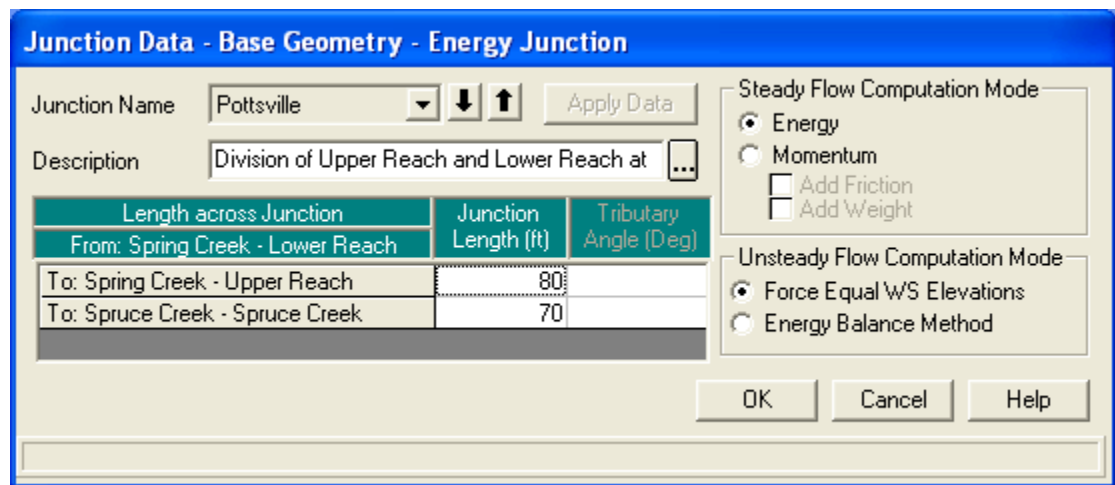 Junction Data - Base Geometry - Energy Junction
Junction Name Pottsville Apply Data
Description Division of Upper Reach and Lower Reach at ...
Length across Junction Junction Length (ft) Tributary Angle (Deg)
From: Spring Creek - Lower Reach
To: Spring Creek - Upper Reach 80
To: Spruce Creek - Spruce Creek 70
Steady Flow Computation Mode
Energy
Momentum
Add Friction
Add Weight
Unsteady Flow Computation Mode
Force Equal WS Elevations
Energy Balance Method
OK Cancel Help